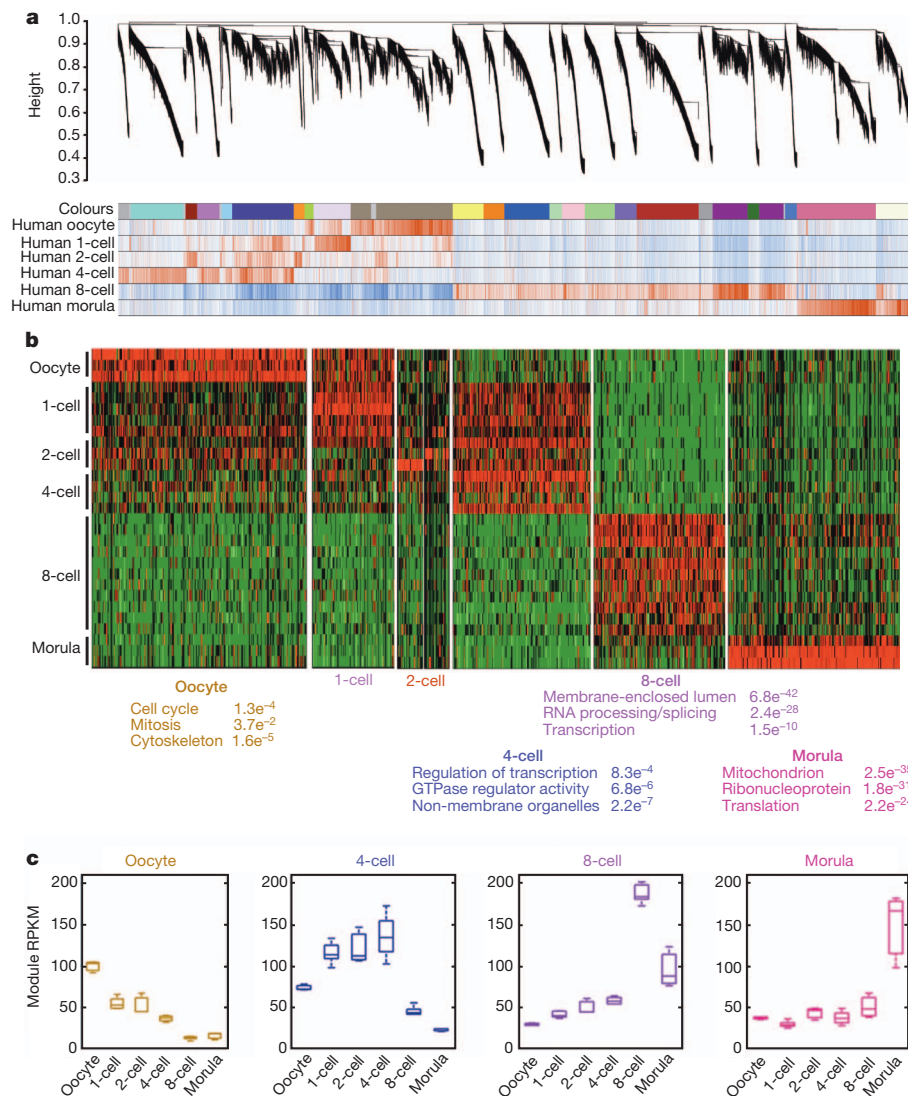 a
1.0
0.9
0.8
0.7
0.6
0.5
0.4
0.3
Height
Colours
Human oocyte
Human 1-cell
Human 2-cell
Human 4-cell
Human 8-cell
Human morula
b
Oocyte
1-cell
2-cell
4-cell
8-cell
Morula
Oocyte
Cell cycle 1.3e⁻⁴
Mitosis 3.7e⁻²
Cytoskeleton 1.6e⁻⁵
1-cell
2-cell
8-cell
Membrane-enclosed lumen 6.8e⁻⁴²
RNA processing/splicing 2.4e⁻²⁸
Transcription 1.5e⁻¹⁰
4-cell
Regulation of transcription 8.3e⁻⁴
GTPase regulator activity 6.8e⁻⁶
Non-membrane organelles 2.2e⁻⁷
Morula
Mitochondrion 2.5e⁻³⁵
Ribonucleoprotein 1.8e⁻³¹
Translation 2.2e⁻²⁴
c
Oocyte
4-cell
8-cell
Morula
Module RPKM
200
150
100
50
0
Oocyte
1-cell
2-cell
4-cell
8-cell
Morula
200
150
100
50
0
Oocyte
1-cell
2-cell
4-cell
8-cell
Morula
200
150
100
50
0
Oocyte
1-cell
2-cell
4-cell
8-cell
Morula
200
150
100
50
0
Oocyte
1-cell
2-cell
4-cell
8-cell
Morula